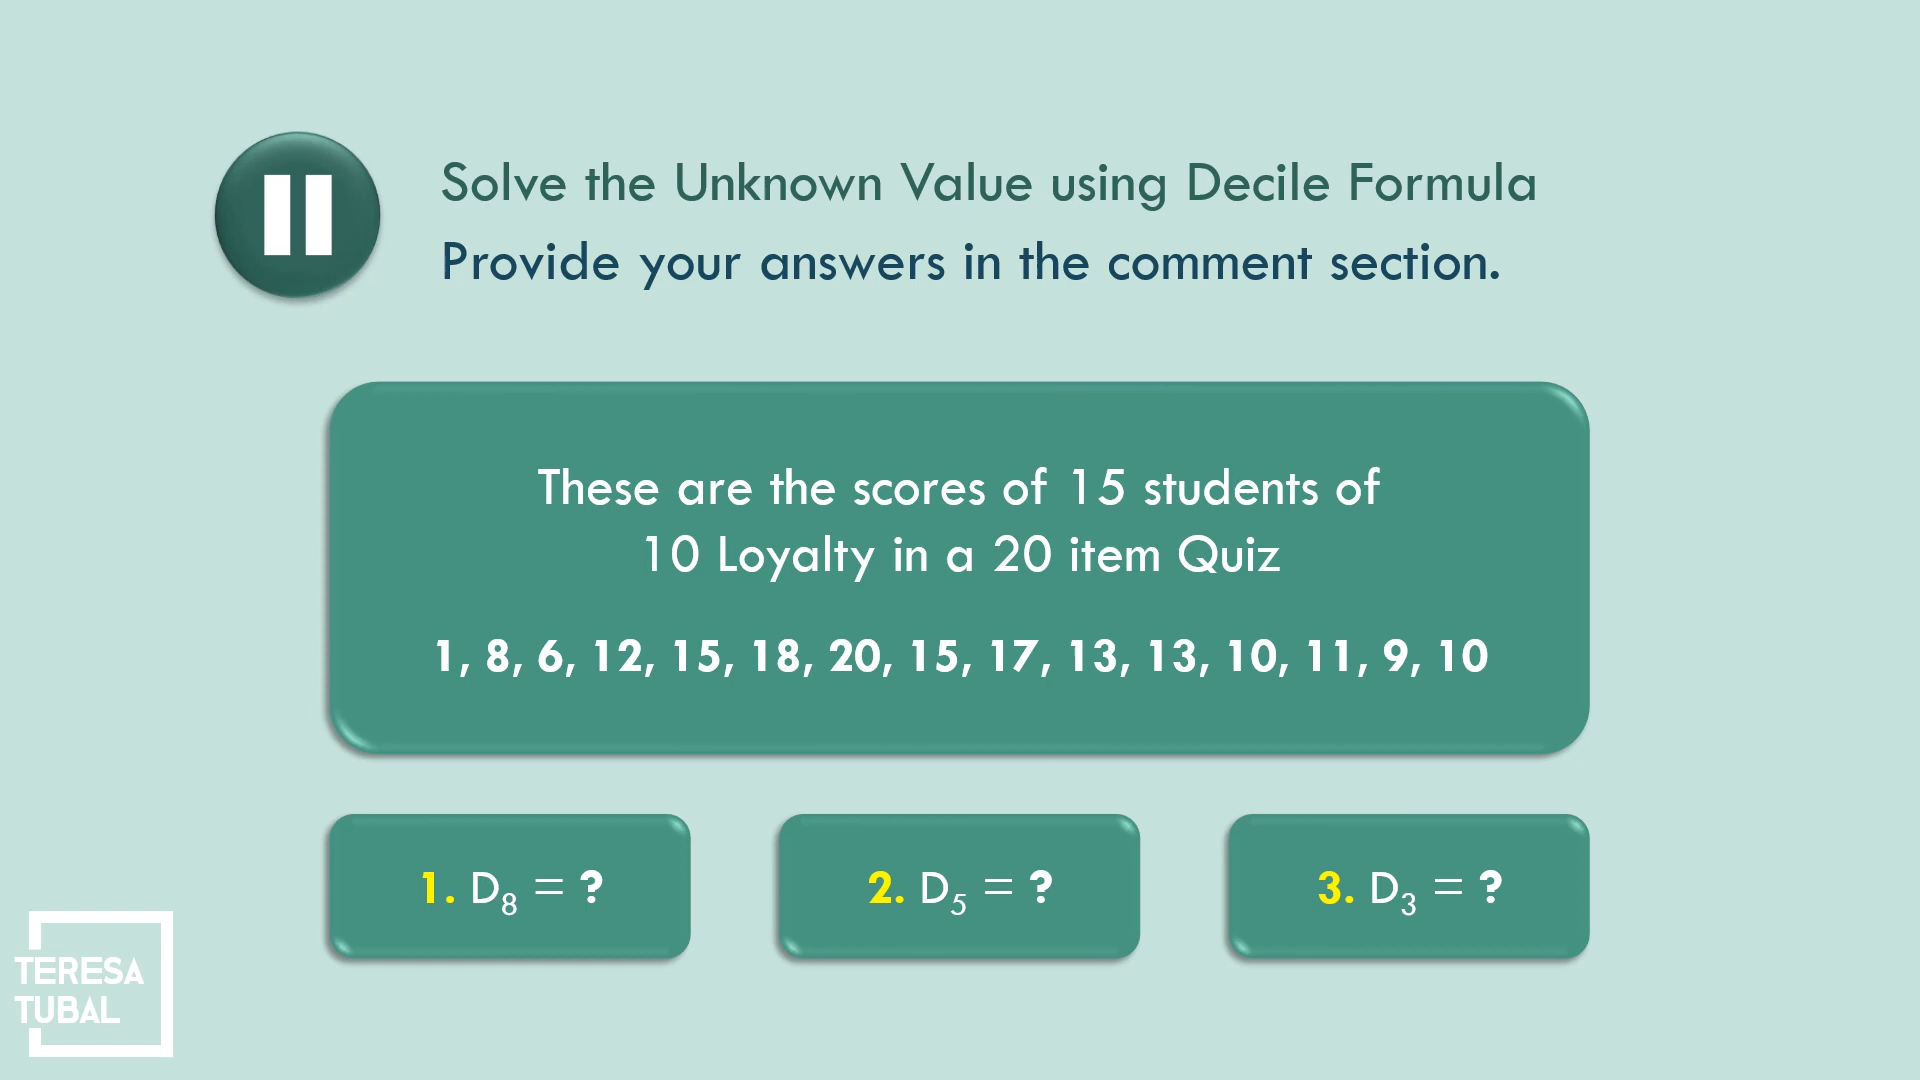 Solve the Unknown Value using Decile Formula
Provide your answers in the comment section.
These are the scores of 15 students of
10 Loyalty in a 20 item Quiz
1, 8, 6, 12, 15, 18, 20, 15, 17, 13, 13, 10, 11, 9, 10
1. D₈ = ?
2. D₅ = ?
3. D₃ = ?
TERESA
TUBAL